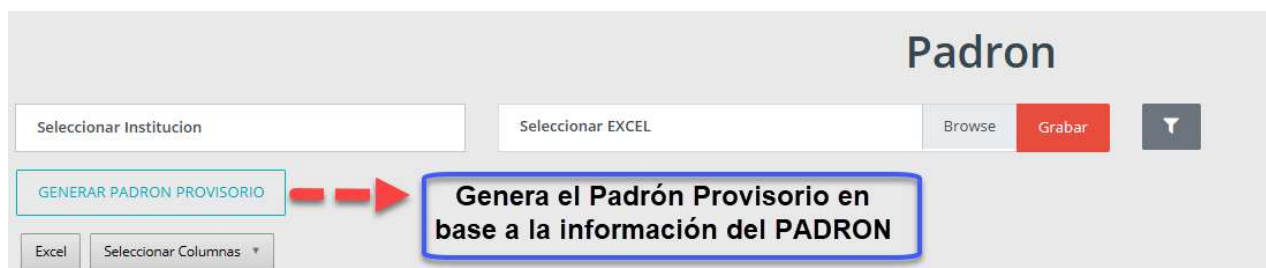 Padron
Seleccionar Institucion
Seleccionar EXCEL
Browse
Grabar
GENERAR PADRON PROVISORIO
Genera el Padrón Provisorio en
base a la información del PADRON
Excel
Seleccionar Columnas